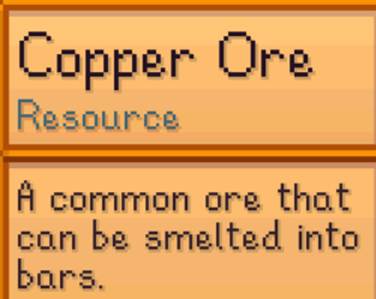 Copper Ore
Resource
A common ore that
can be smelted into
bars.